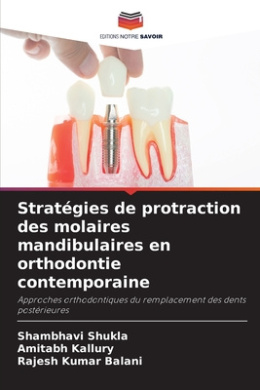 EDITIONS NOTRE SAVOIR
Stratégies de protraction
des molaires
mandibulaires en
orthodontie
contemporaine
Approches orthodontiques du remplacement des dents
postérieures
Shambhavi Shukla
Amitabh Kallury
Rajesh Kumar Balani